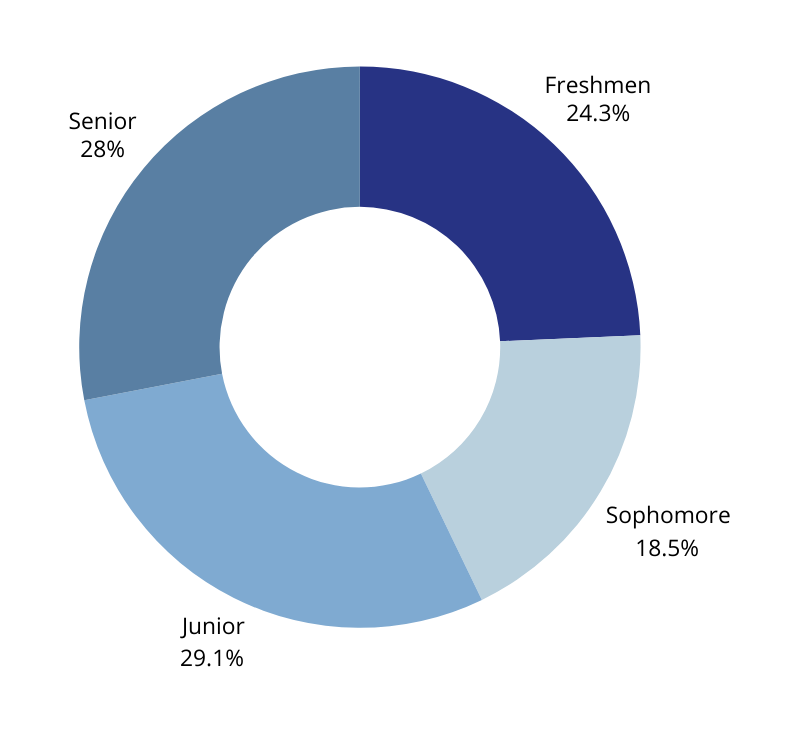 Freshmen
24.3%
Senior
28%
Sophomore
18.5%
Junior
29.1%